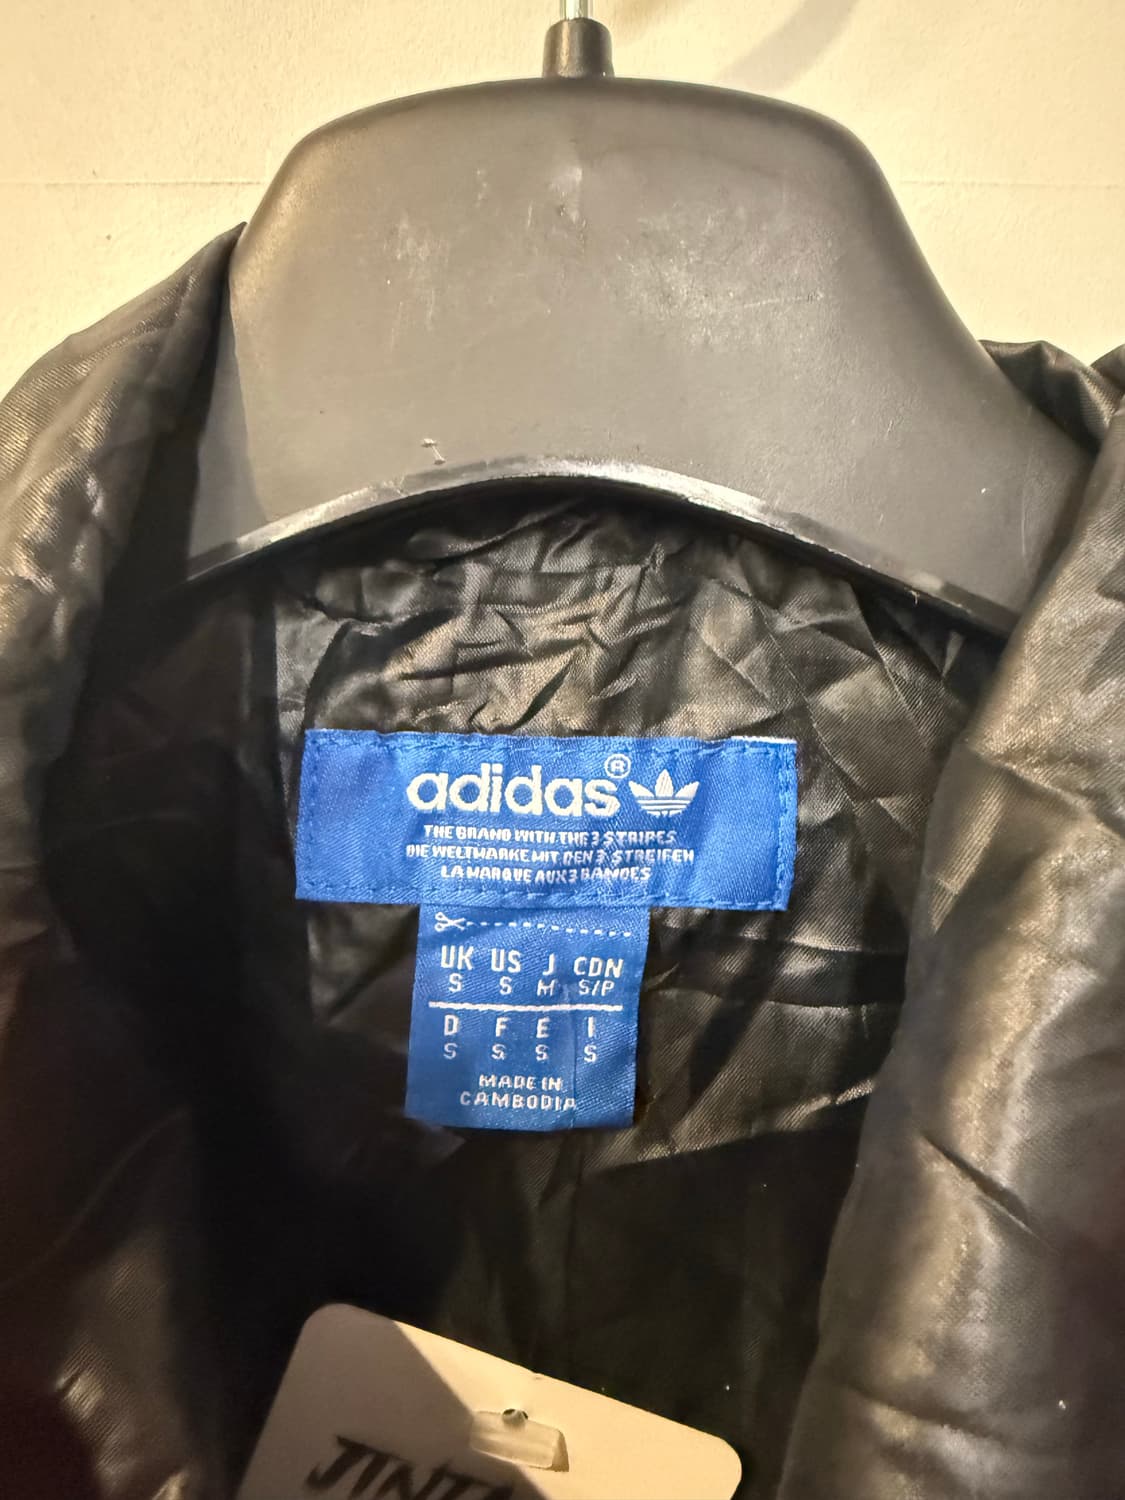 adidas®
THE BRAND WITH THE 3 STRIPES
DIE WELTMARKE MIT DEN 3 STREIFEN
LA MARQUE AUX 3 BANDES
UK US J CDN
S S M S/P
D F E I
S S S S
MADE IN
CAMBODIA